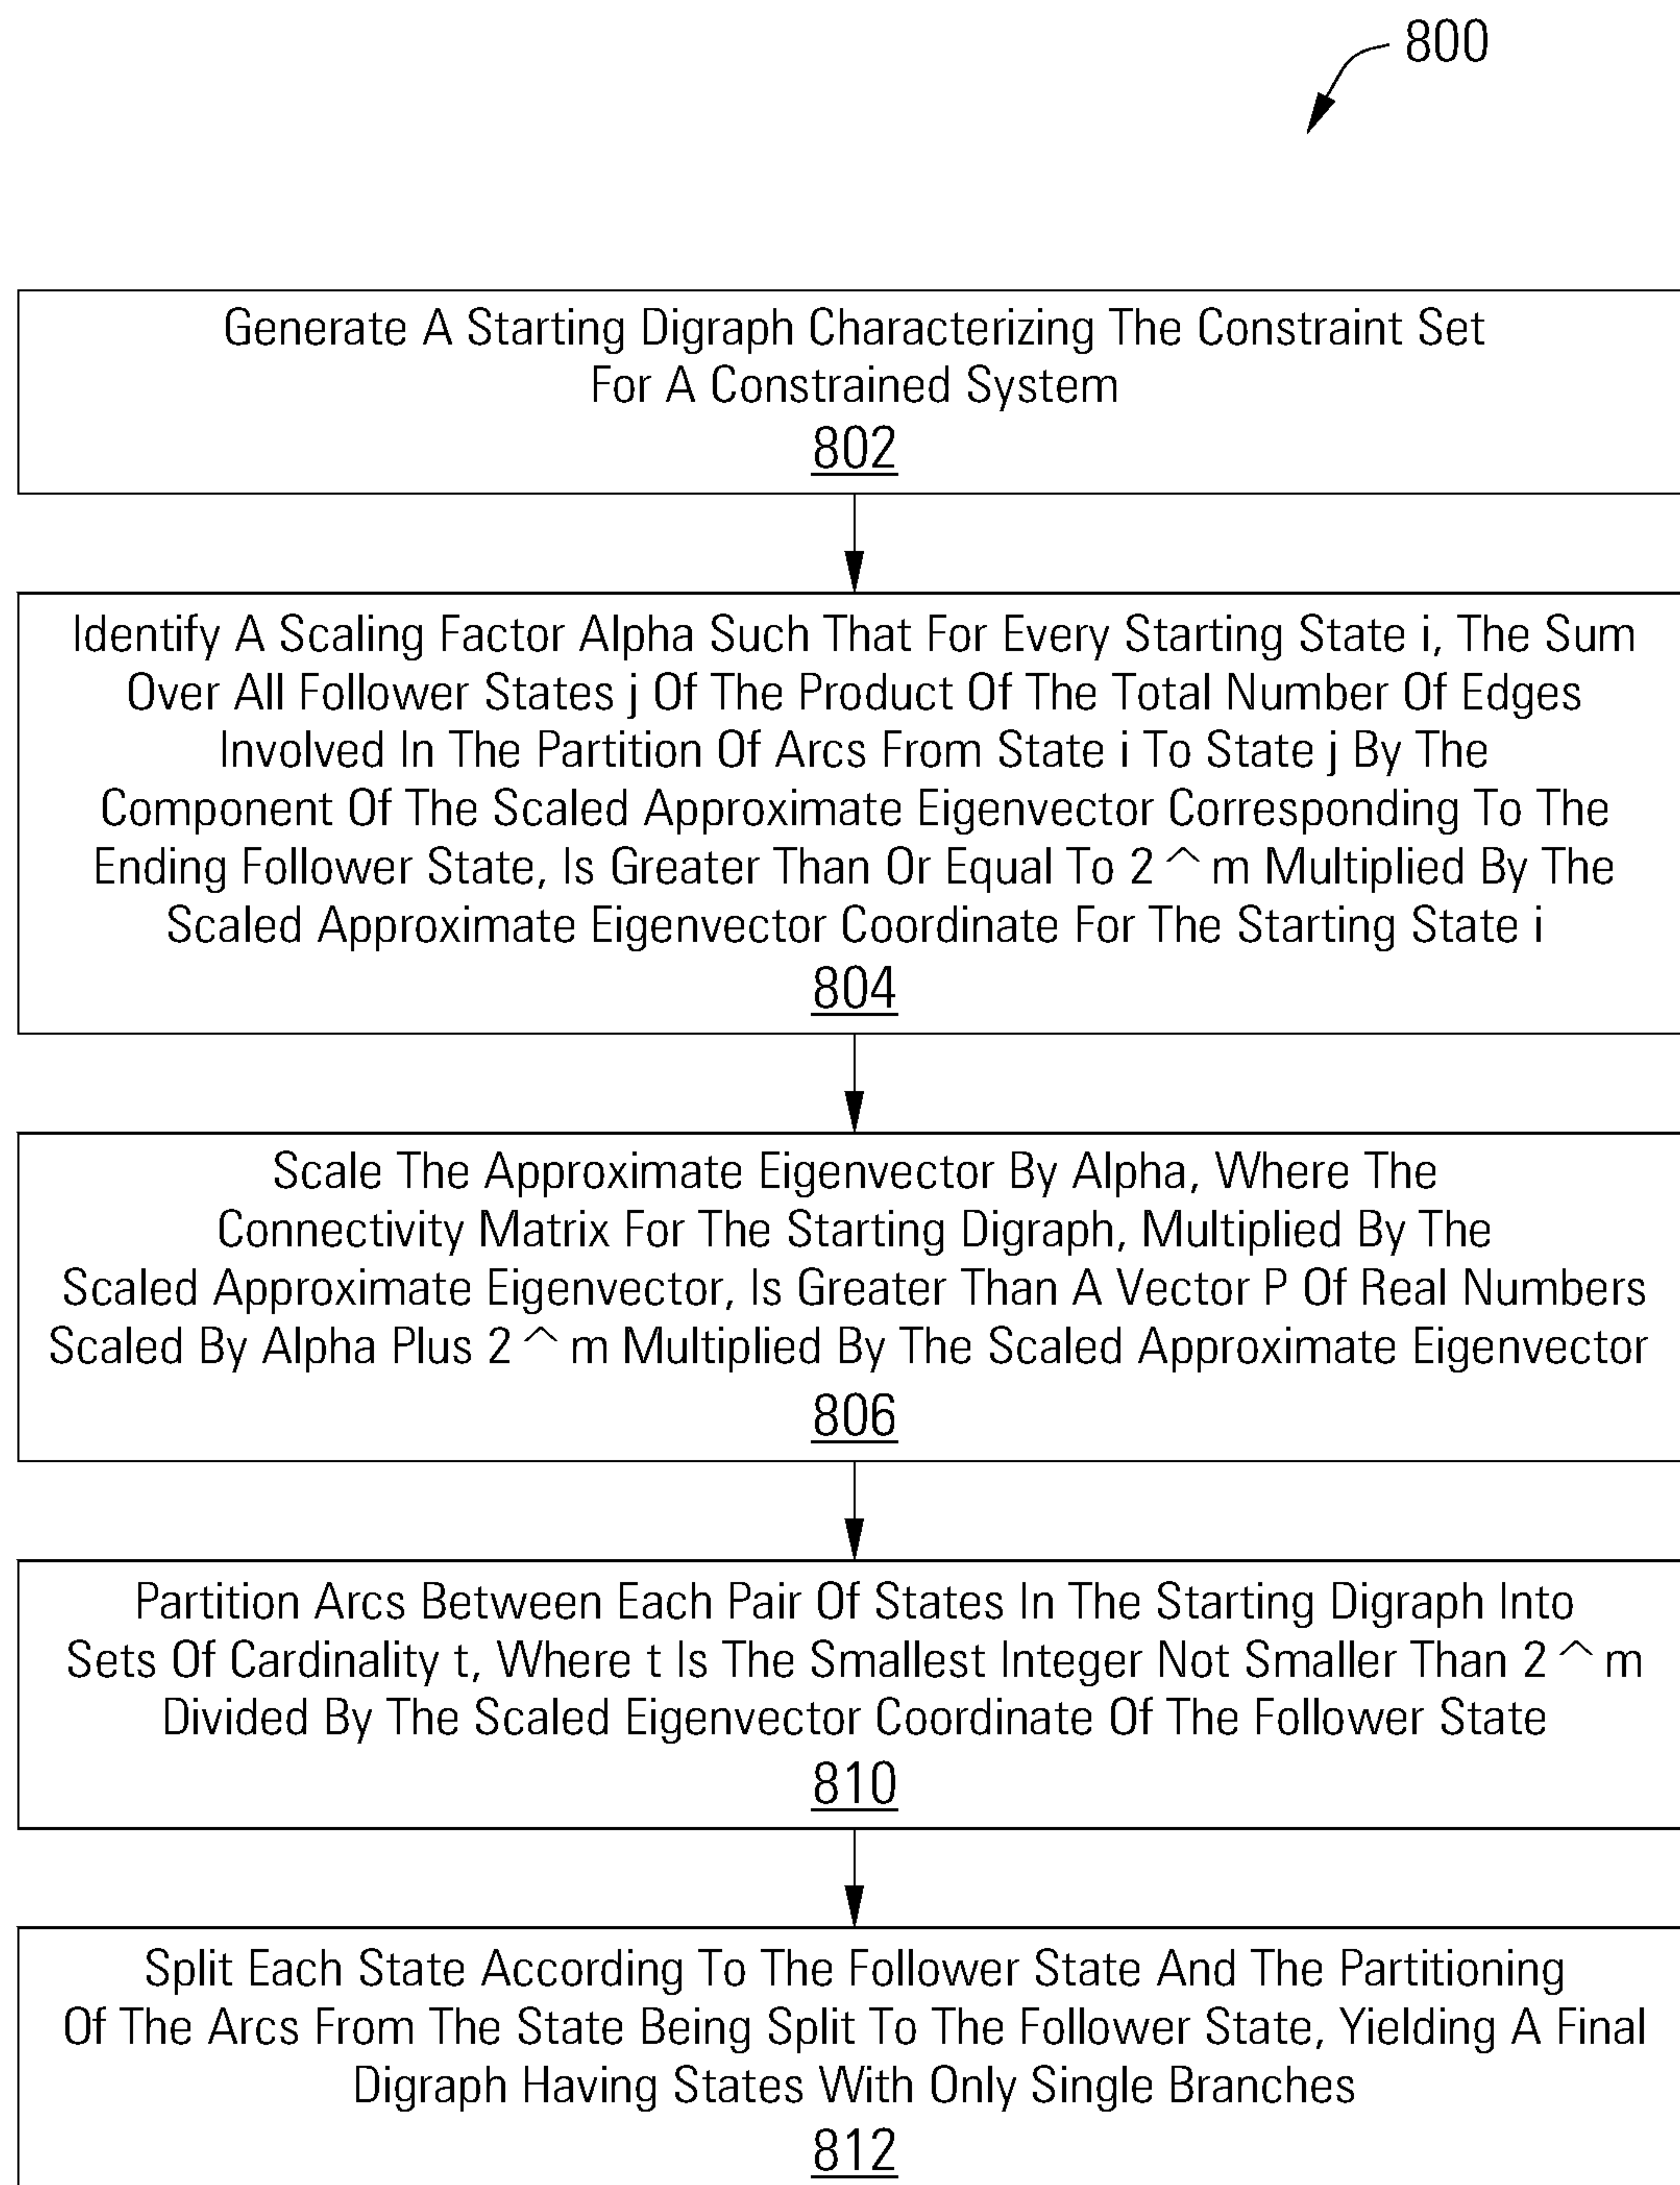 800
Generate A Starting Digraph Characterizing The Constraint Set
For A Constrained System
802
Identify A Scaling Factor Alpha Such That For Every Starting State i, The Sum
Over All Follower States j Of The Product Of The Total Number Of Edges
Involved In The Partition Of Arcs From State i To State j By The
Component Of The Scaled Approximate Eigenvector Corresponding To The
Ending Follower State, Is Greater Than Or Equal To 2 ^ m Multiplied By The
Scaled Approximate Eigenvector Coordinate For The Starting State i
804
Scale The Approximate Eigenvector By Alpha, Where The
Connectivity Matrix For The Starting Digraph, Multiplied By The
Scaled Approximate Eigenvector, Is Greater Than A Vector P Of Real Numbers
Scaled By Alpha Plus 2 ^ m Multiplied By The Scaled Approximate Eigenvector
806
Partition Arcs Between Each Pair Of States In The Starting Digraph Into
Sets Of Cardinality t, Where t Is The Smallest Integer Not Smaller Than 2 ^ m
Divided By The Scaled Eigenvector Coordinate Of The Follower State
810
Split Each State According To The Follower State And The Partitioning
Of The Arcs From The State Being Split To The Follower State, Yielding A Final
Digraph Having States With Only Single Branches
812